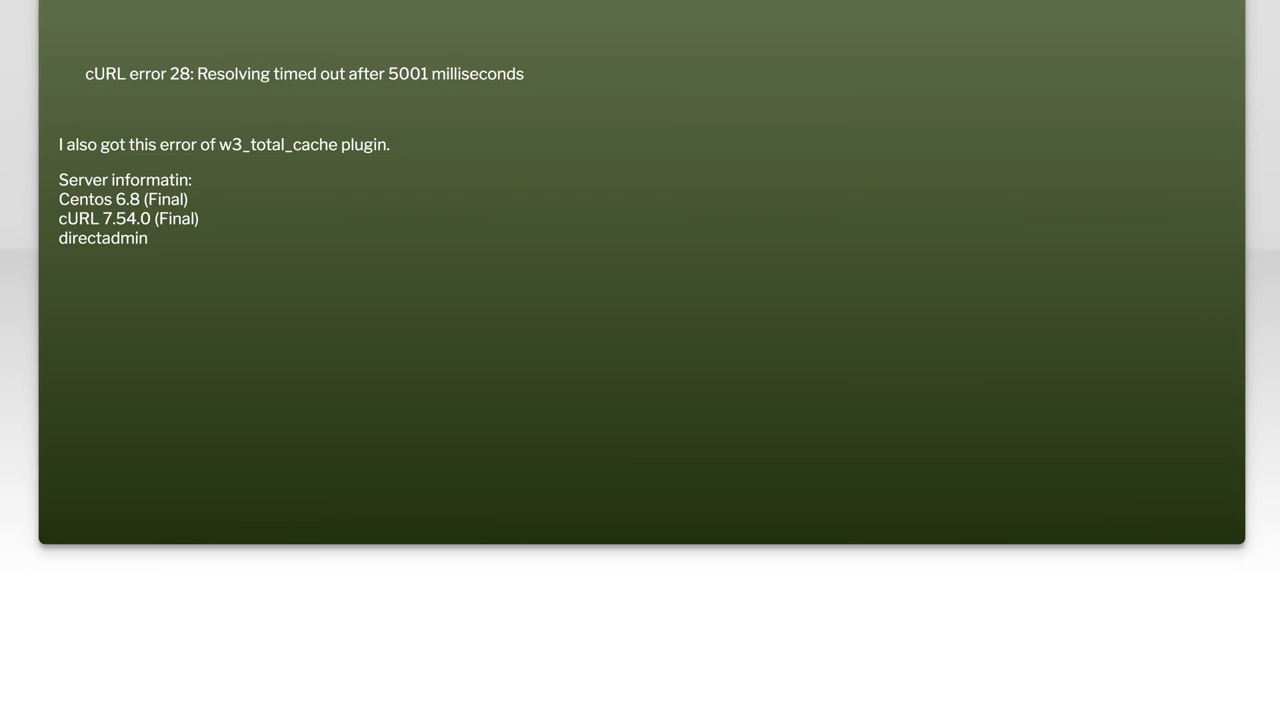 cURL error 28: Resolving timed out after 5001 milliseconds
I also got this error of w3_total_cache plugin.
Server informatin:
Centos 6.8 (Final)
cURL 7.54.0 (Final)
directadmin